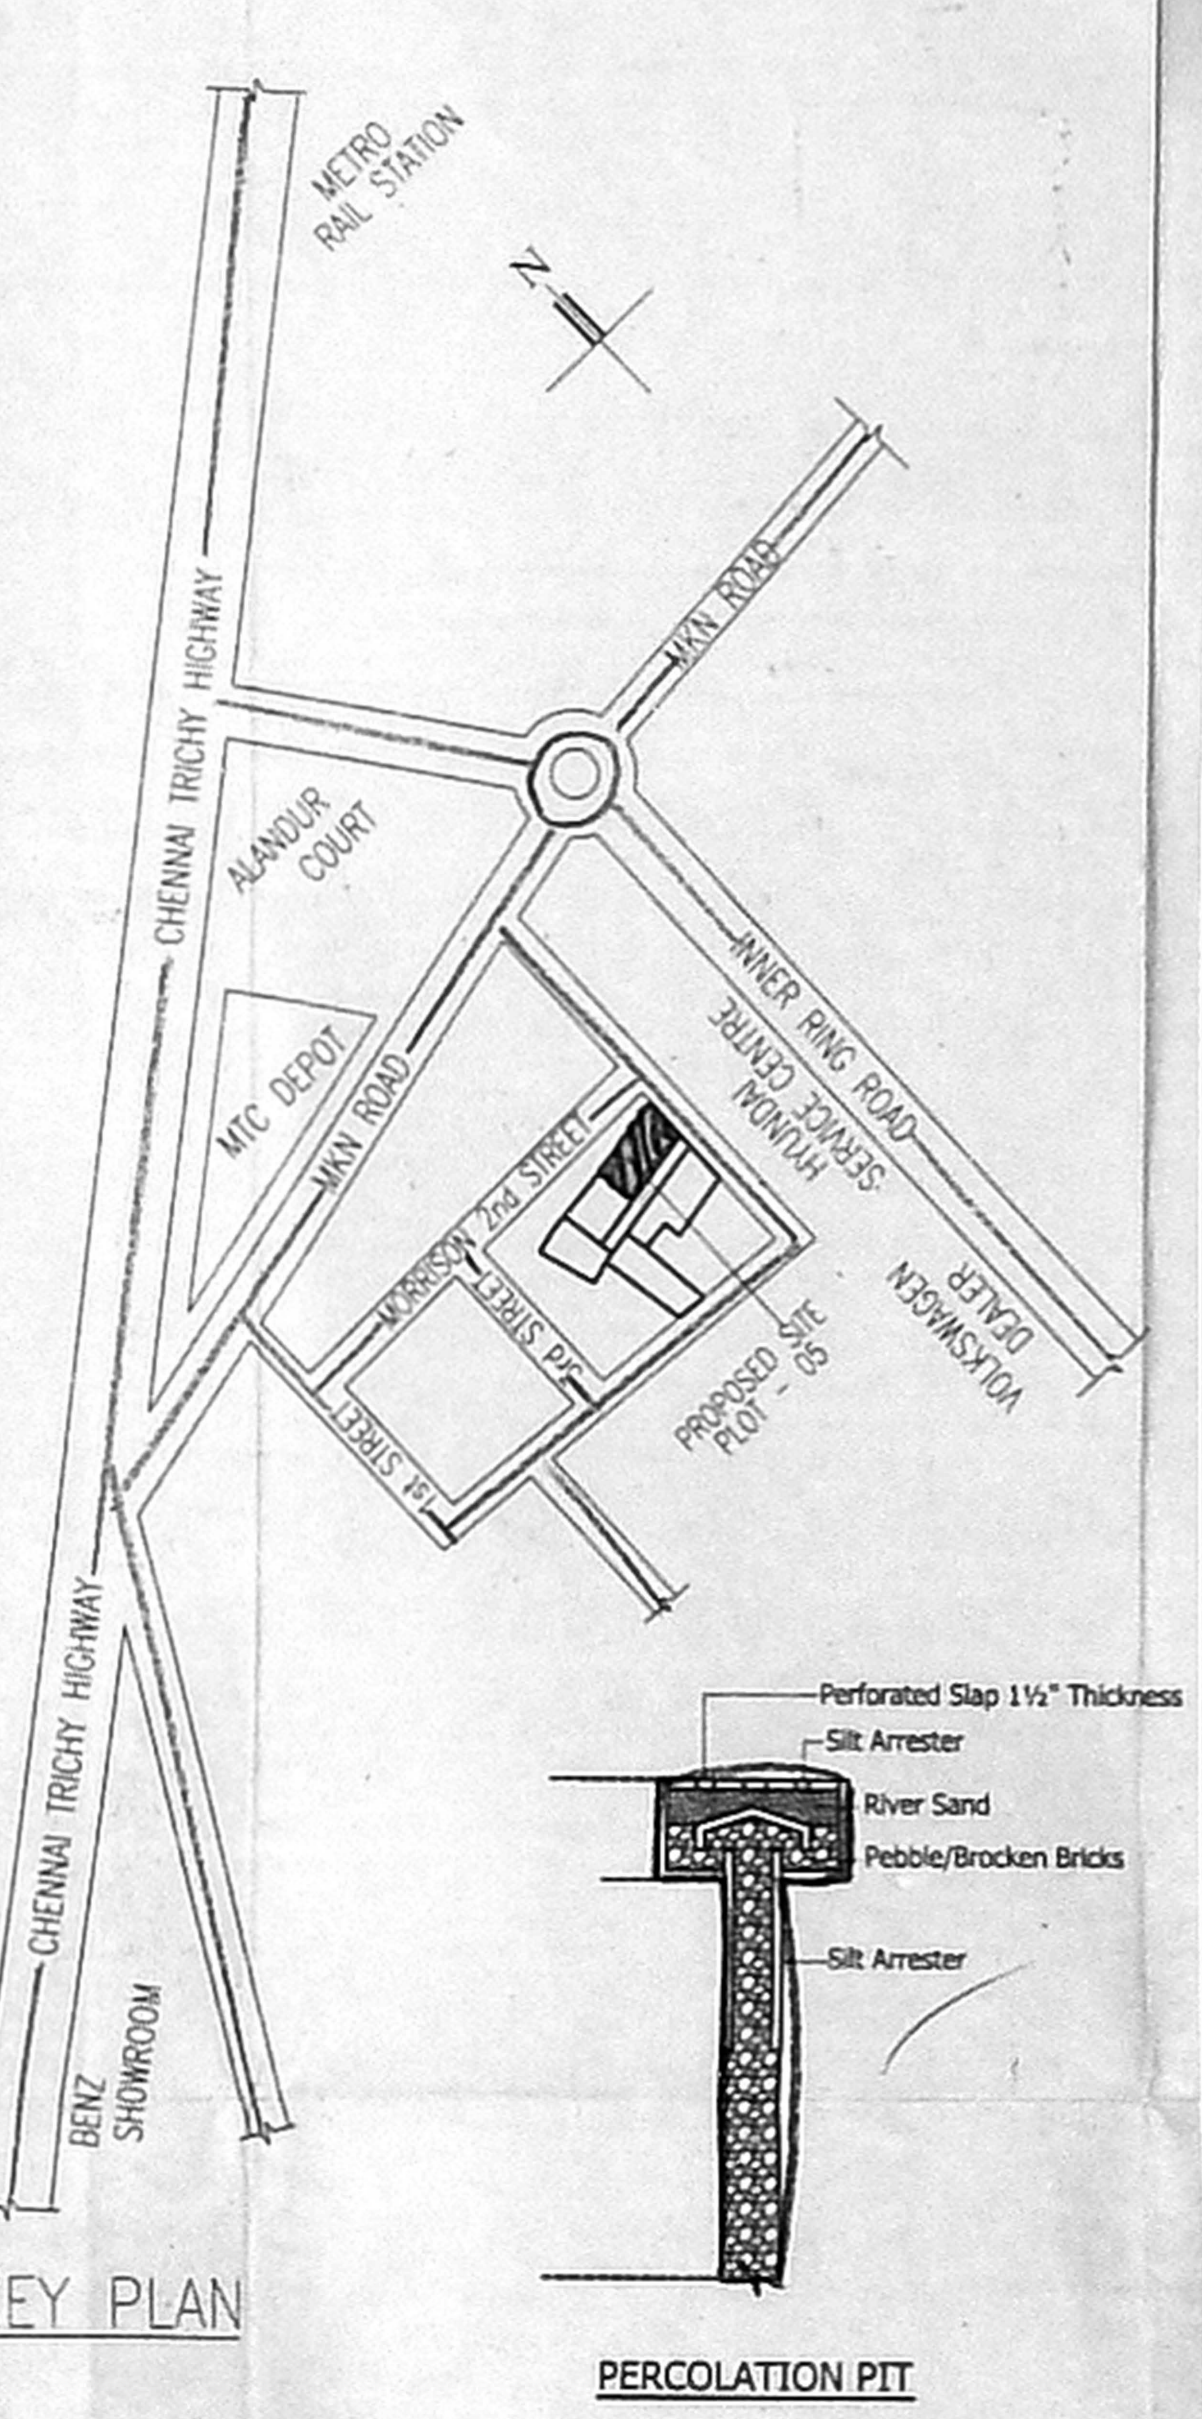 METRO
RAIL STATION
N
MKN ROAD
CHENNAI TRICHY HIGHWAY
ALANDUR
COURT
INNER RING ROAD
HYUNDAI
SERVICE CENTRE
MTC DEPOT
MKN ROAD
MORRISON 2nd STREET
3rd STREET
VOLKSWAGEN
DEALER
PROPOSED SITE
PLOT - 05
1st STREET
CHENNAI TRICHY HIGHWAY
Perforated Slap 1½" Thickness
Silt Arrester
River Sand
Pebble/Brocken Bricks
Silt Arrester
BENZ
SHOWROOM
EY PLAN
PERCOLATION PIT